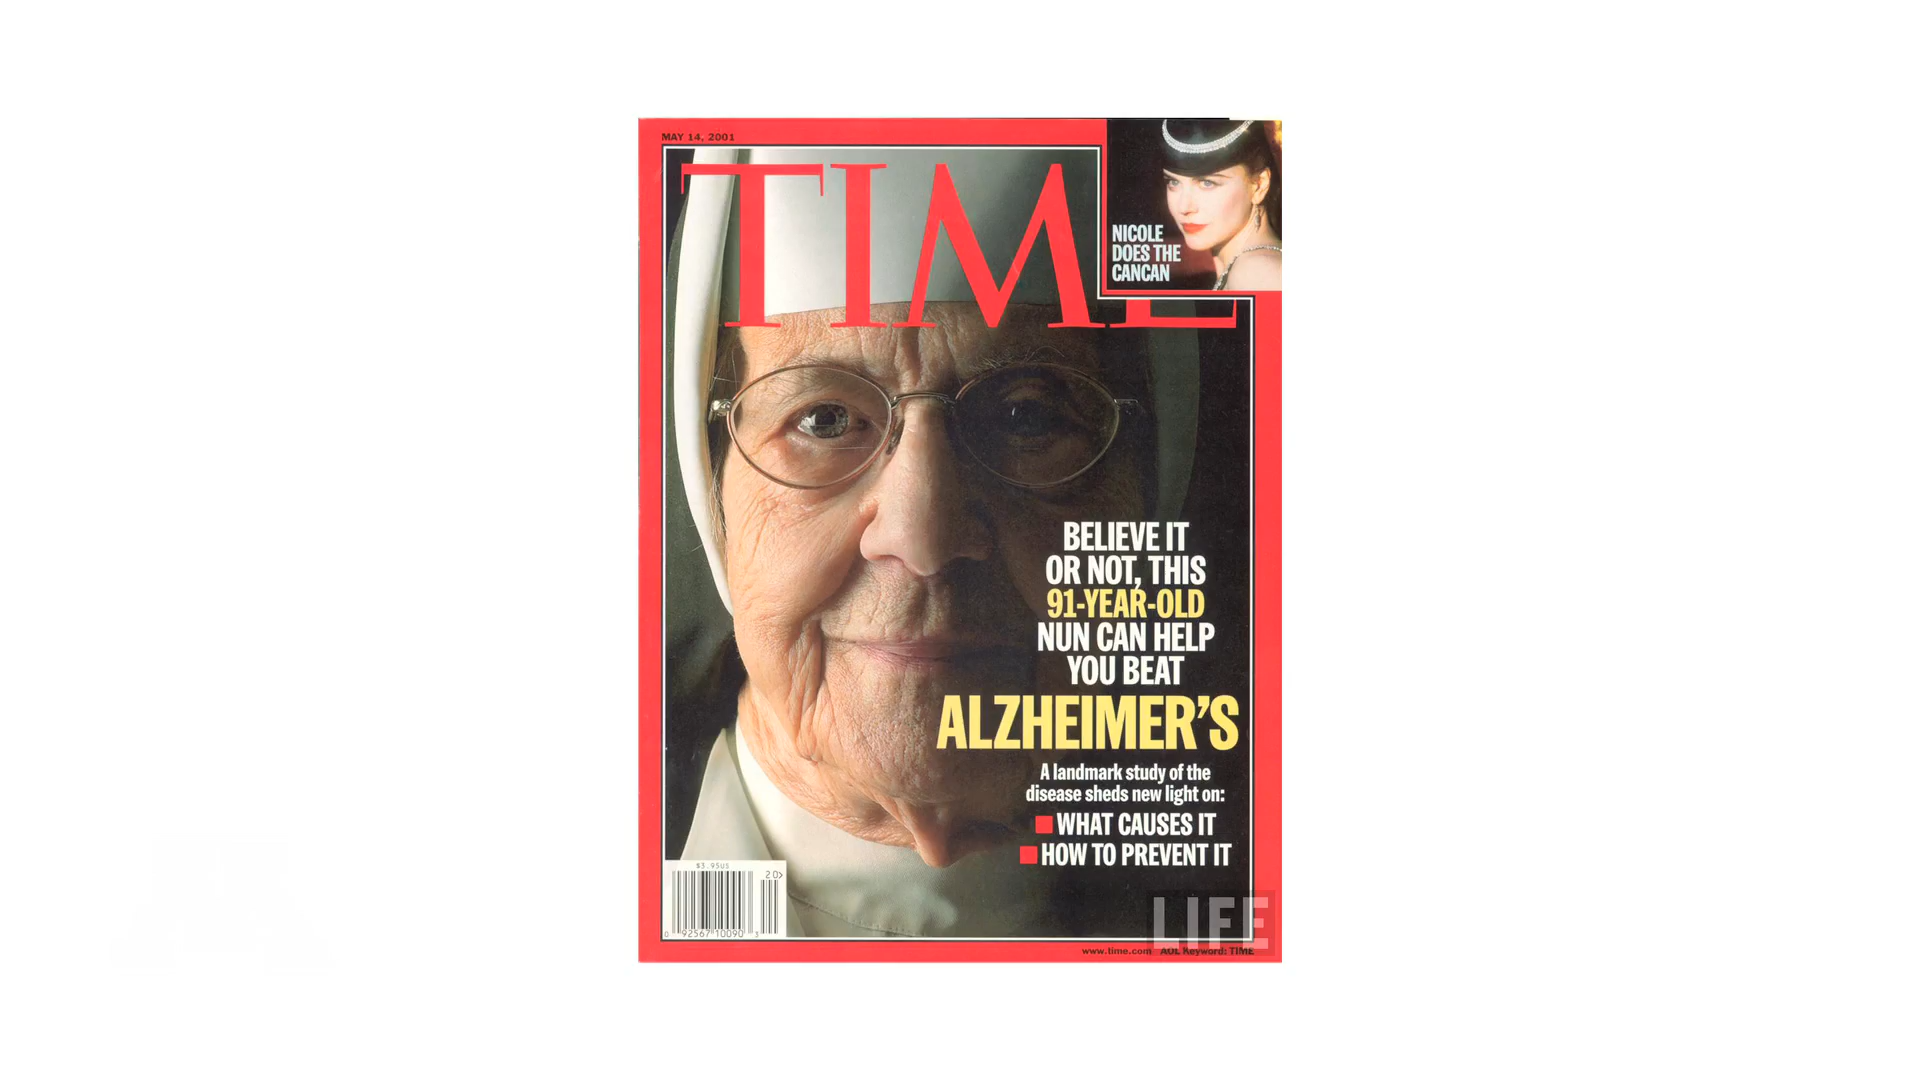 MAY 14, 2001
TIME
NICOLE
DOES THE
CANCAN
BELIEVE IT
OR NOT, THIS
91-YEAR-OLD
NUN CAN HELP
YOU BEAT
ALZHEIMER'S
A landmark study of the
disease sheds new light on:
WHAT CAUSES IT
HOW TO PREVENT IT
$3.95US
20>
0 92567 10090 3
LIFE
www.time.com AOL Keyword: TIME